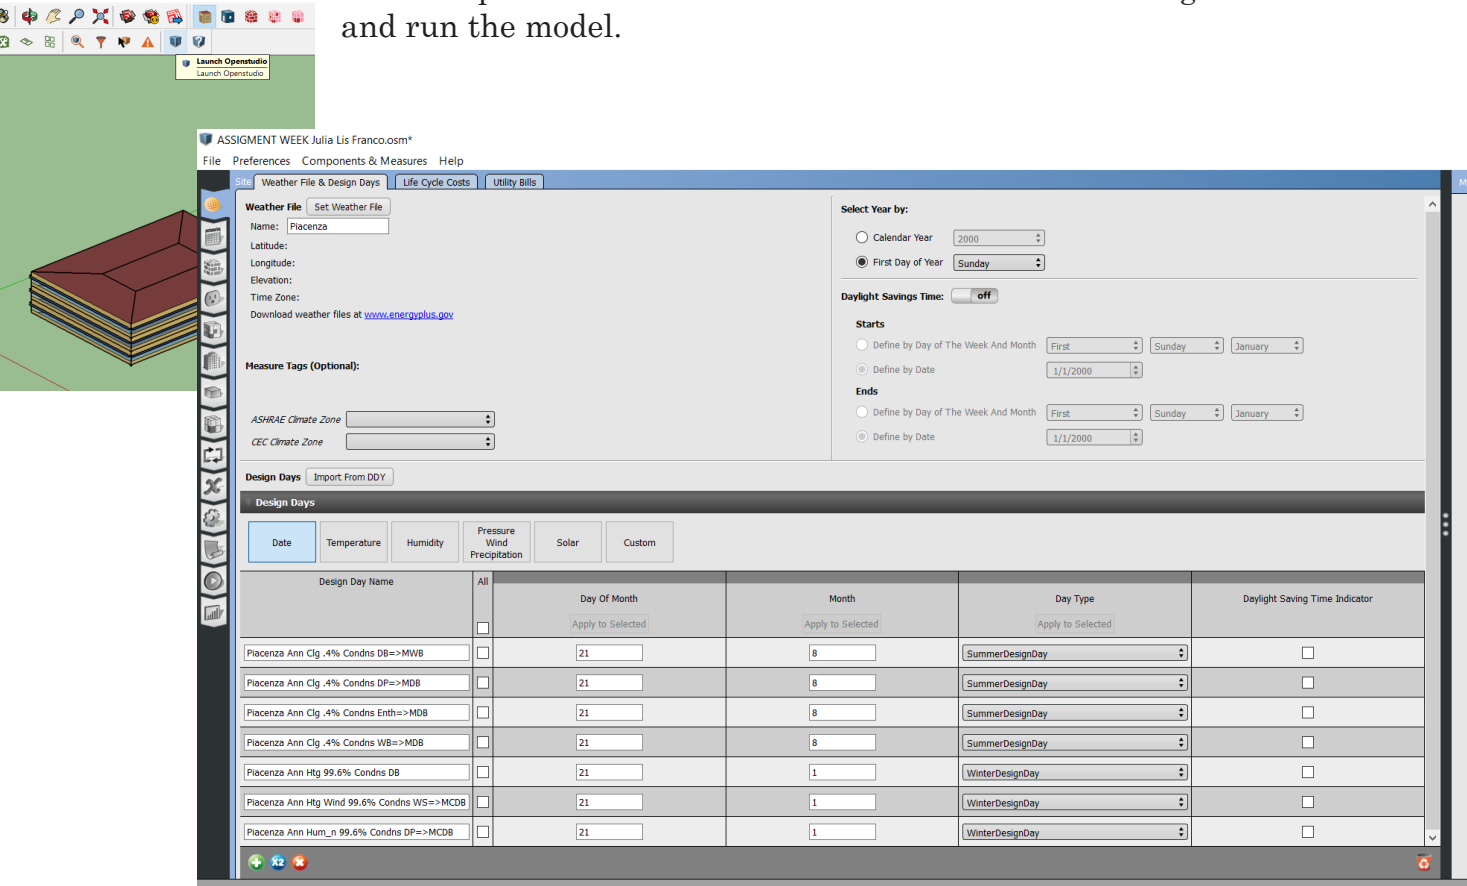 and run the model.
Launch Openstudio
Launch Openstudio
ASSIGMENT WEEK Julia Lis Franco.osm*
File Preferences Components & Measures Help
Site Weather File & Design Days Life Cycle Costs Utility Bills
Weather File Set Weather File
Name: Piacenza
Latitude:
Longitude:
Elevation:
Time Zone:
Download weather files at www.energyplus.gov
Measure Tags (Optional):
ASHRAE Climate Zone
CEC Climate Zone
Select Year by:
Calendar Year 2000
First Day of Year Sunday
Daylight Savings Time: off
Starts
Define by Day of The Week And Month First Sunday January
Define by Date 1/1/2000
Ends
Define by Day of The Week And Month First Sunday January
Define by Date 1/1/2000
Design Days Import From DDY
Design Days
Date Temperature Humidity Pressure Wind Precipitation Solar Custom
Design Day Name All Day Of Month Month Day Type Daylight Saving Time Indicator
Apply to Selected Apply to Selected Apply to Selected
Piacenza Ann Clg .4% Condns DB=>MWB 21 8 SummerDesignDay
Piacenza Ann Clg .4% Condns DP=>MDB 21 8 SummerDesignDay
Piacenza Ann Clg .4% Condns Enth=>MDB 21 8 SummerDesignDay
Piacenza Ann Clg .4% Condns WB=>MDB 21 8 SummerDesignDay
Piacenza Ann Htg 99.6% Condns DB 21 1 WinterDesignDay
Piacenza Ann Htg Wind 99.6% Condns WS=>MCDB 21 1 WinterDesignDay
Piacenza Ann Hum_n 99.6% Condns DP=>MCDB 21 1 WinterDesignDay
X2